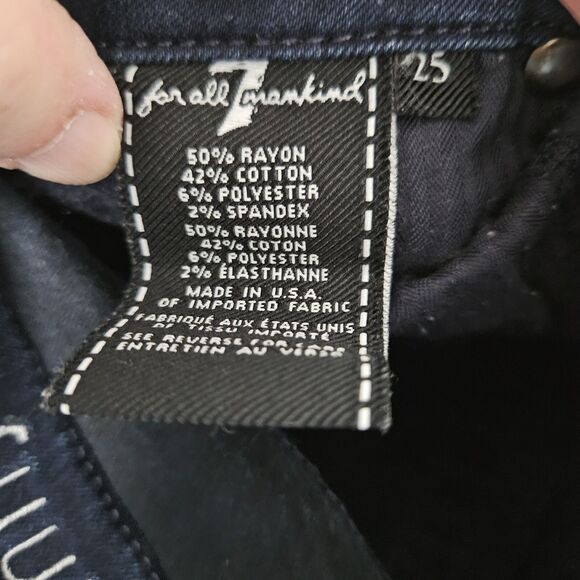 for all 7 mankind
25
50% RAYON
42% COTTON
6% POLYESTER
2% SPANDEX
50% RAYONNE
42% COTON
6% POLYESTER
2% ÉLASTHANNE
MADE IN U.S.A.
OF IMPORTED FABRIC
FABRIQUÉ AUX ÉTATS UNIS
DE TISSU IMPORTÉ
SEE REVERSE FOR CARE
ENTRETIEN AU VERSO